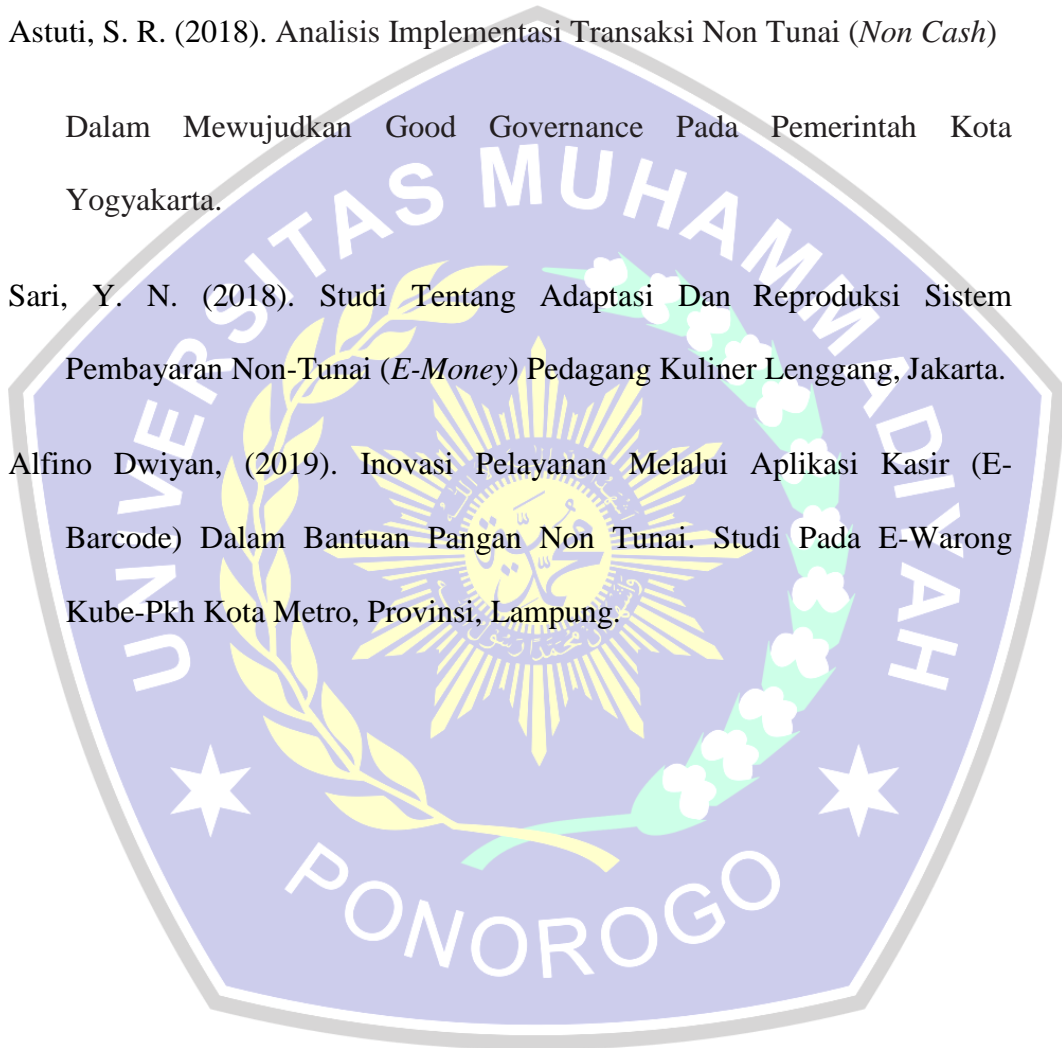 Astuti, S. R. (2018). Analisis Implementasi Transaksi Non Tunai (Non Cash)
Dalam Mewujudkan Good Governance Pada Pemerintah Kota
Yogyakarta.
Sari, Y. N. (2018). Studi Tentang Adaptasi Dan Reproduksi Sistem
Pembayaran Non-Tunai (E-Money) Pedagang Kuliner Lenggang, Jakarta.
Alfino Dwiyan, (2019). Inovasi Pelayanan Melalui Aplikasi Kasir (E-
Barcode) Dalam Bantuan Pangan Non Tunai. Studi Pada E-Warong
Kube-Pkh Kota Metro, Provinsi, Lampung.
UNIVERSITAS MUHAMMADIYAH
PONOROGO